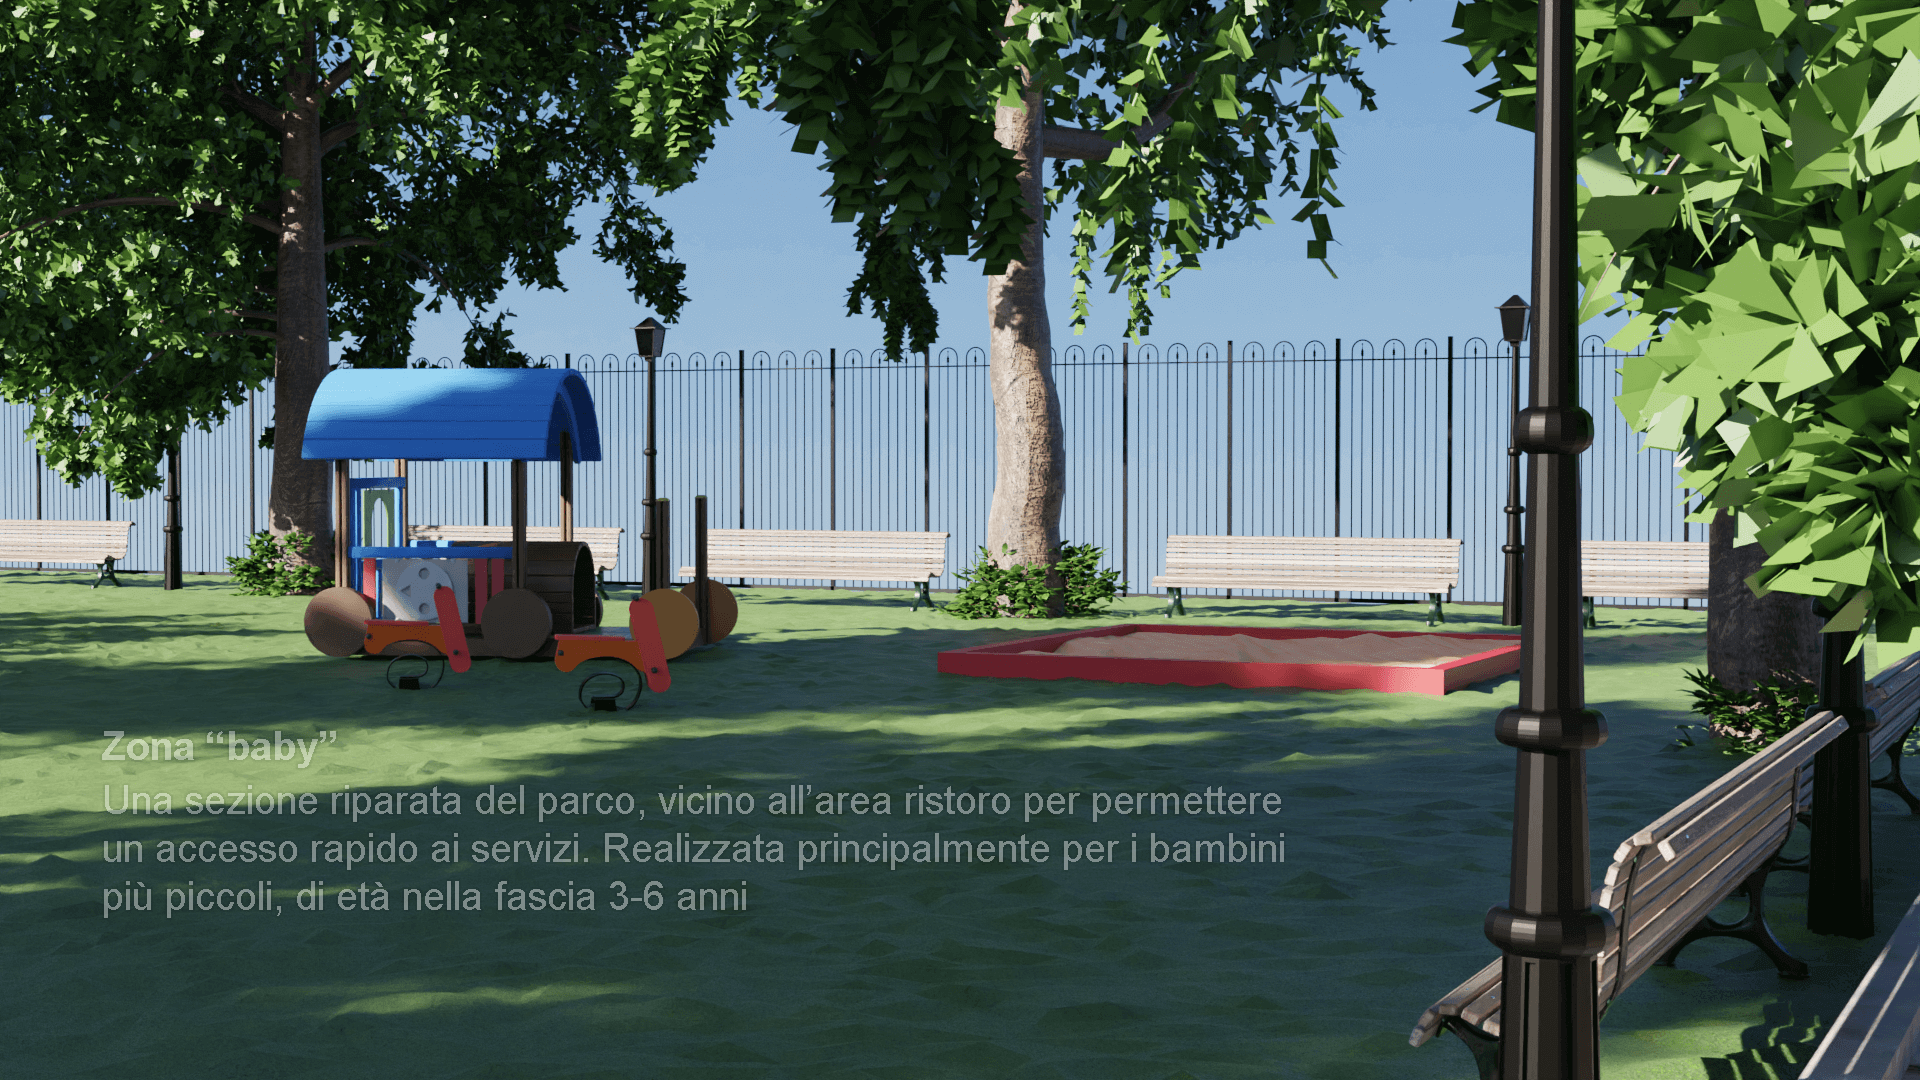 Zona “baby”
Una sezione riparata del parco, vicino all’area ristoro per permettere
un accesso rapido ai servizi. Realizzata principalmente per i bambini
più piccoli, di età nella fascia 3-6 anni